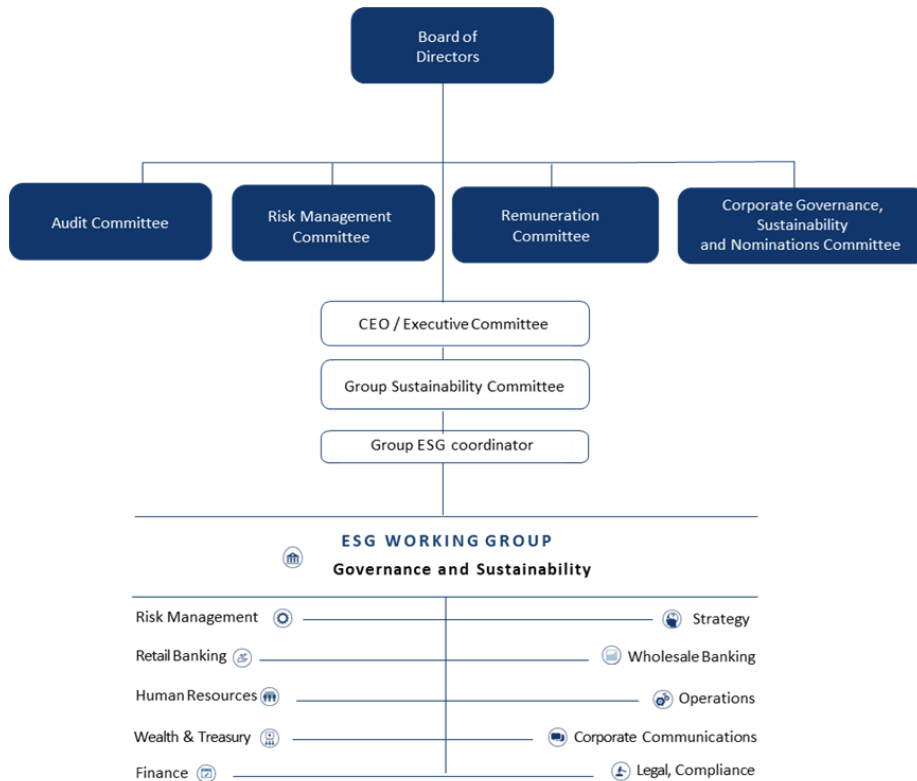 Board of
Directors
Audit Committee
Risk Management
Committee
Remuneration
Committee
Corporate Governance,
Sustainability
and Nominations Committee
CEO / Executive Committee
Group Sustainability Committee
Group ESG coordinator
ESG WORKING GROUP
Governance and Sustainability
Risk Management
Strategy
Retail Banking
Wholesale Banking
Human Resources
Operations
Wealth & Treasury
Corporate Communications
Finance
Legal, Compliance